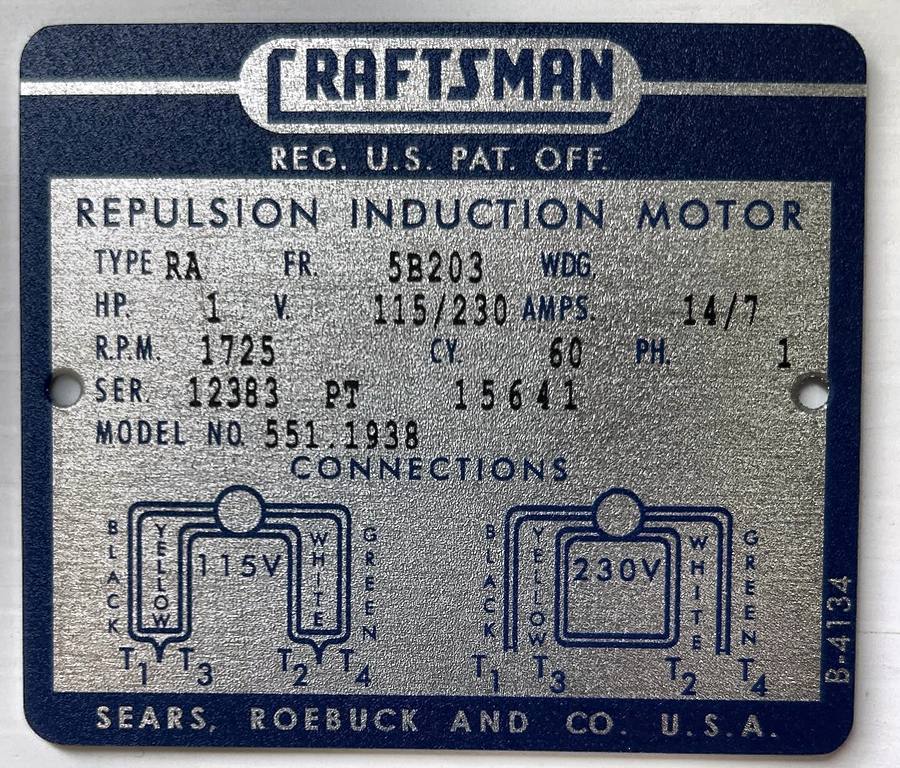 CRAFTSMAN
REG. U.S. PAT. OFF.
REPULSION INDUCTION MOTOR
TYPE RA FR. 5B203 WDG.
HP. 1 V. 115/230 AMPS. 14/7
R.P.M. 1725 CY. 60 PH. 1
SER. 12383 PT 15641
MODEL NO. 551.1938
CONNECTIONS
BLACK YELLOW 115V WHITE GREEN
T1 T3 T2 T4
BLACK YELLOW 230V WHITE GREEN
T1 T3 T2 T4
B-4134
SEARS, ROEBUCK AND CO. U.S.A.